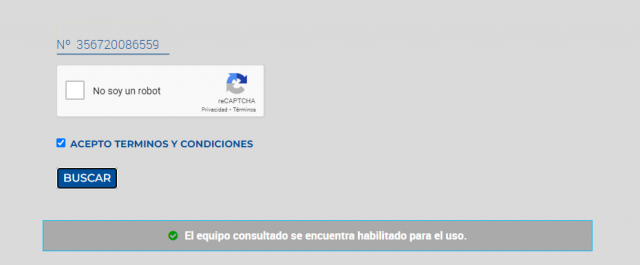 Nº 356720086559
No soy un robot
reCAPTCHA
Privacidad - Términos
ACEPTO TERMINOS Y CONDICIONES
BUSCAR
El equipo consultado se encuentra habilitado para el uso.